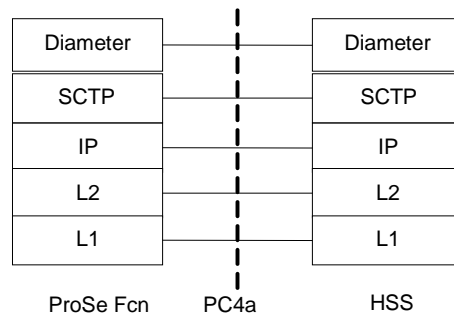 Diameter Diameter
SCTP SCTP
IP IP
L2 L2
L1 L1
ProSe Fcn PC4a HSS